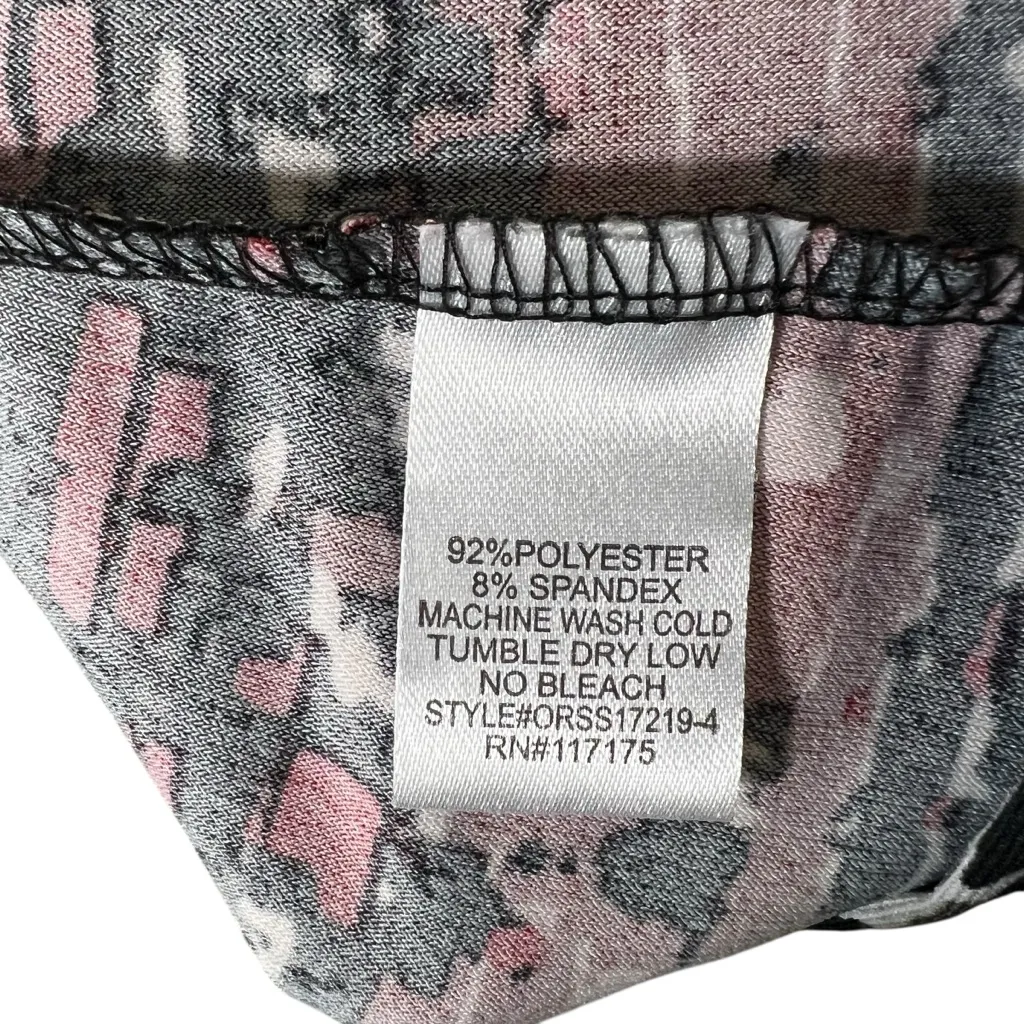 92%POLYESTER
8% SPANDEX
MACHINE WASH COLD
TUMBLE DRY LOW
NO BLEACH
STYLE#ORSS17219-4
RN#117175